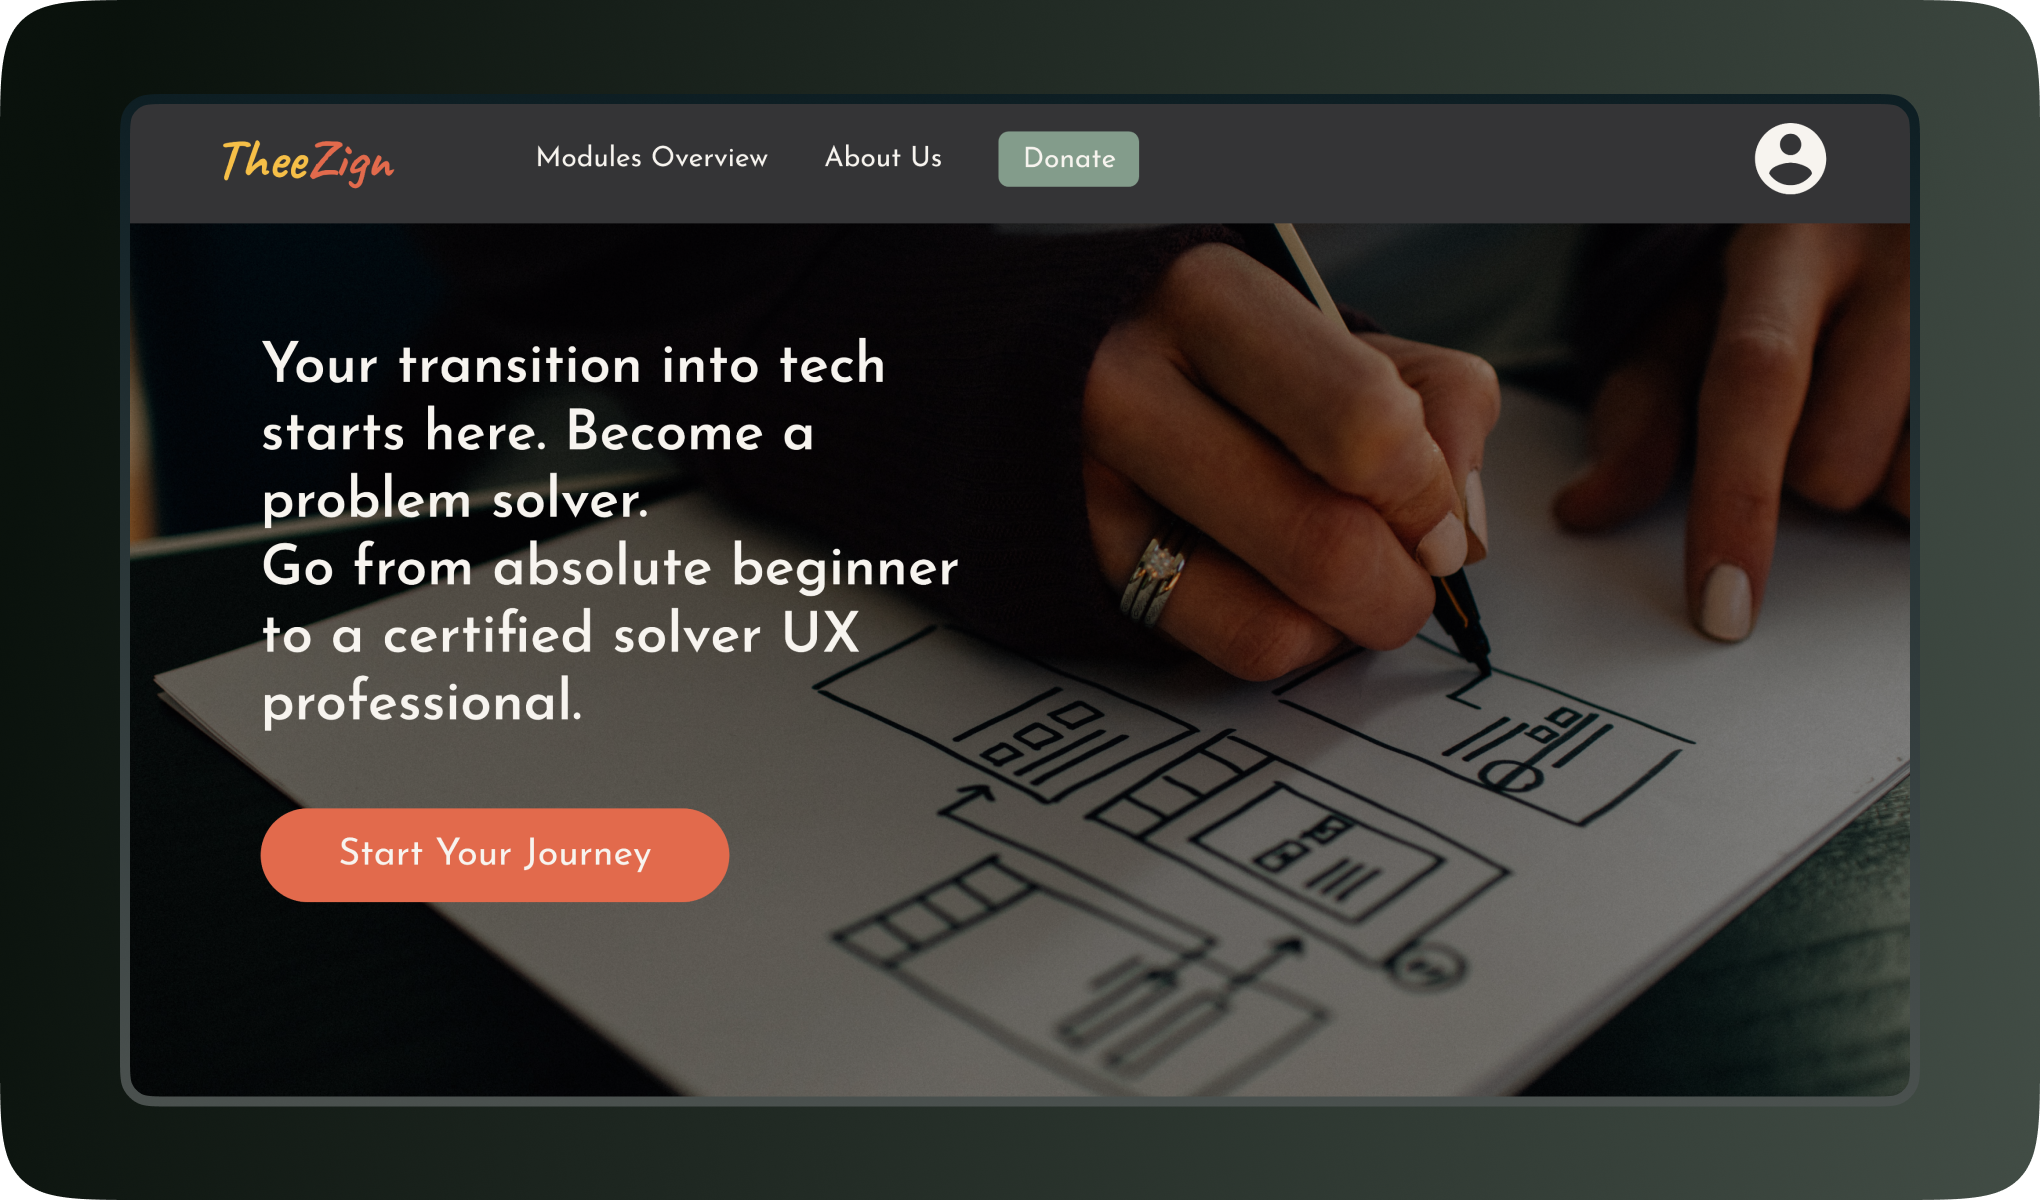 TheeZign
Modules Overview
About Us
Donate
Your transition into tech
starts here. Become a
problem solver.
Go from absolute beginner
to a certified solver UX
professional.
Start Your Journey